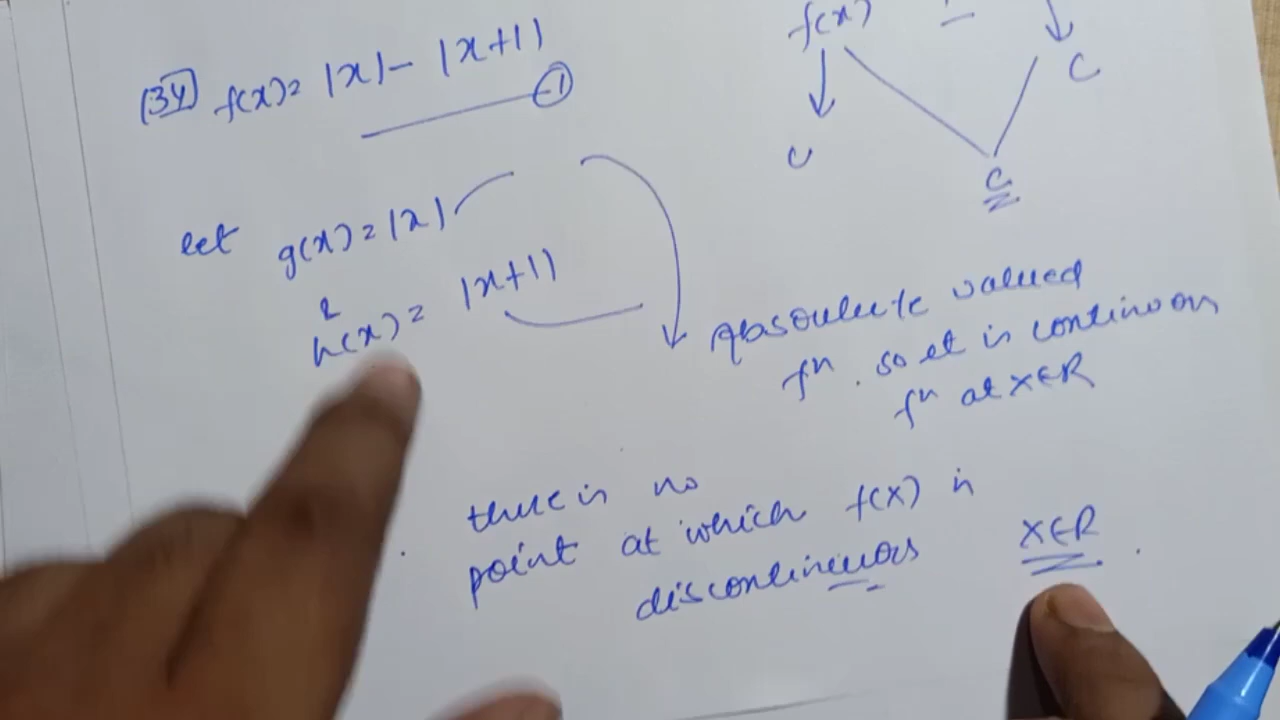 (34) f(x) = |x| - |x+1|
-①
f(x)
C
C
C
let g(x) = |x|
&
h(x) = |x+1|
Absoulute valued
fⁿ. so it is continuous
fⁿ at x∈R
there is no
point at which f(x) is
discontinuous x∈R.